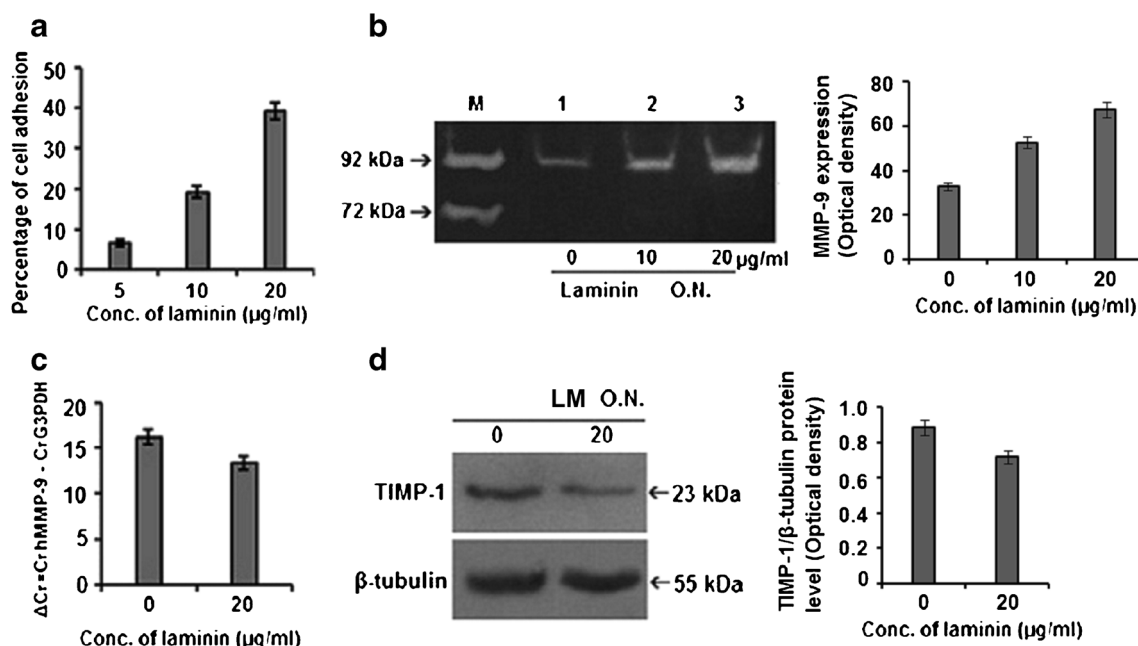 a
Percentage of cell adhesion
50
40
30
20
10
0
5 10 20
Conc. of laminin (µg/ml)
b
M 1 2 3
92 kDa→
72 kDa→
0 10 20 µg/ml
Laminin O.N.
MMP-9 expression
(Optical density)
80
60
40
20
0
0 10 20
Conc. of laminin (µg/ml)
c
ΔCт=CтhMMP-9 - CтG3PDH
20
15
10
5
0
0 20
Conc. of laminin (µg/ml)
d
LM O.N.
0 20
TIMP-1 ←23 kDa
β-tubulin ←55 kDa
TIMP-1/β-tubulin protein
level (Optical density)
1.0
0.8
0.6
0.4
0.2
0
0 20
Conc. of laminin (µg/ml)